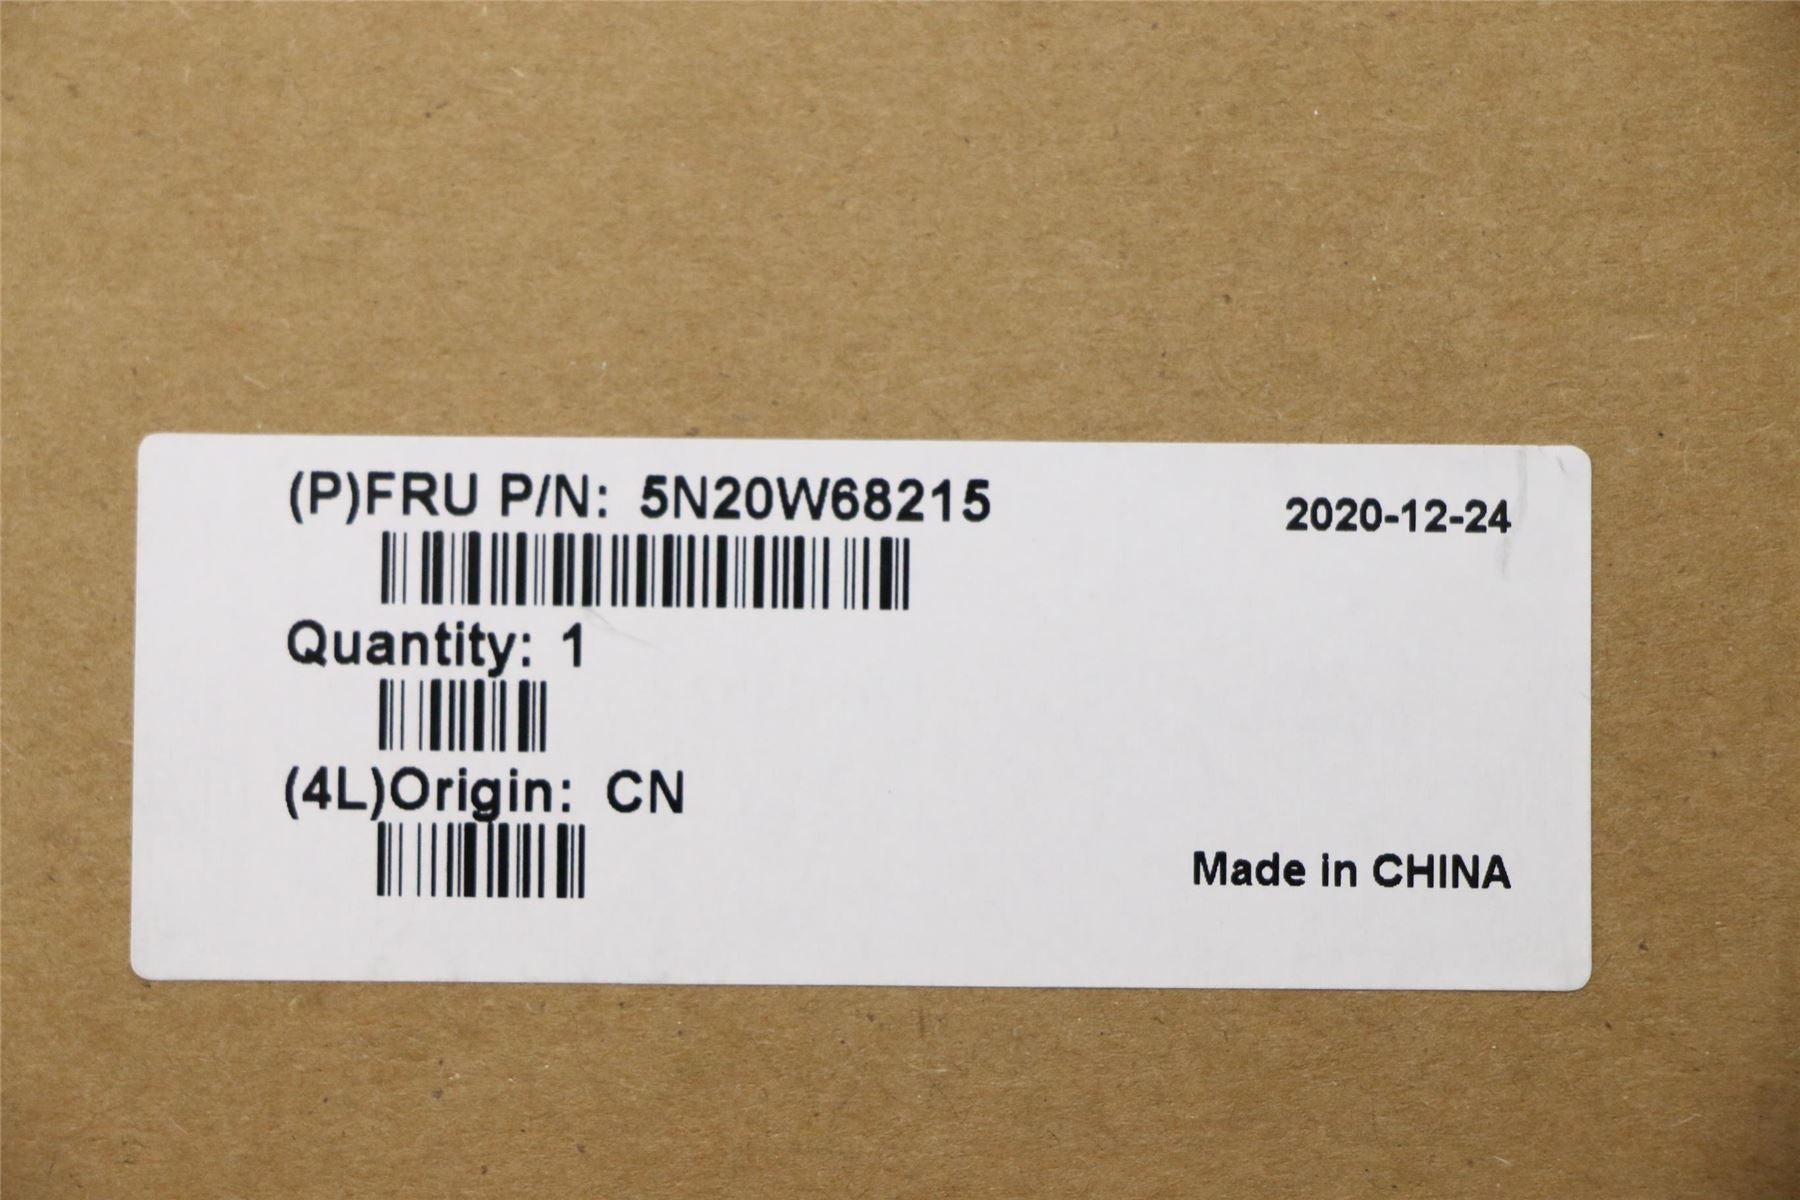 (P)FRU P/N: 5N20W68215
2020-12-24
Quantity: 1
(4L)Origin: CN
Made in CHINA